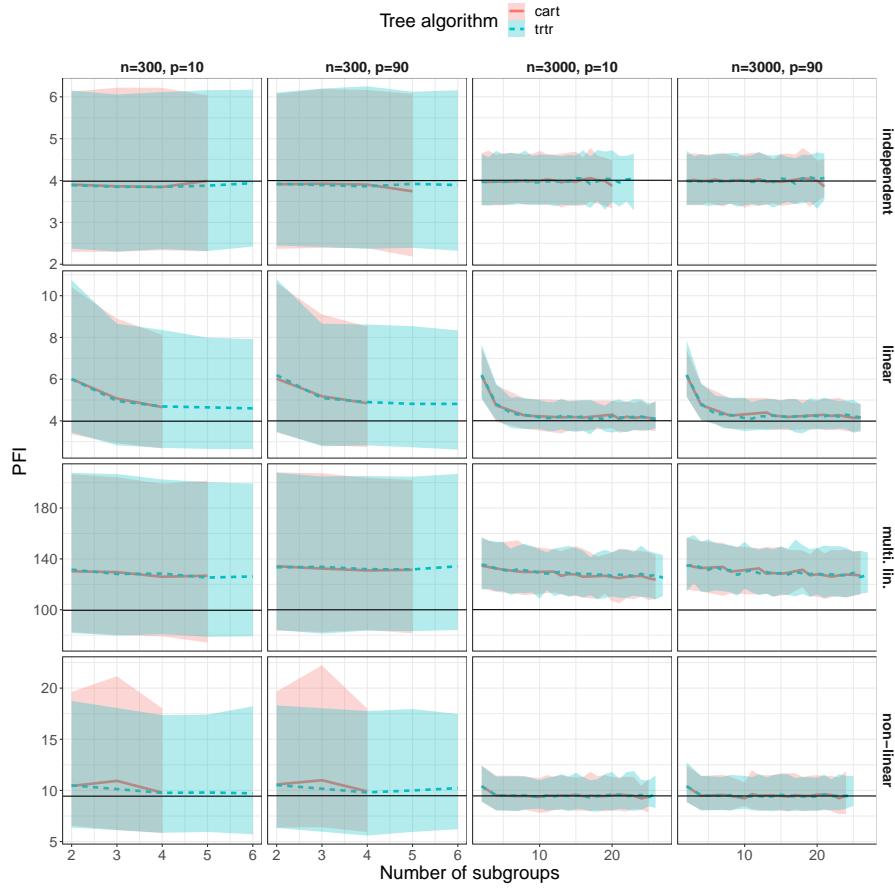 Tree algorithm
cart
trtr
n=300, p=10
n=300, p=90
n=3000, p=10
n=3000, p=90
6
5
4
3
2
independent
10
8
6
4
linear
180
140
100
multi. lin.
20
15
10
5
non−linear
PFI
2 3 4 5 6
2 3 4 5 6
10 20
10 20
Number of subgroups